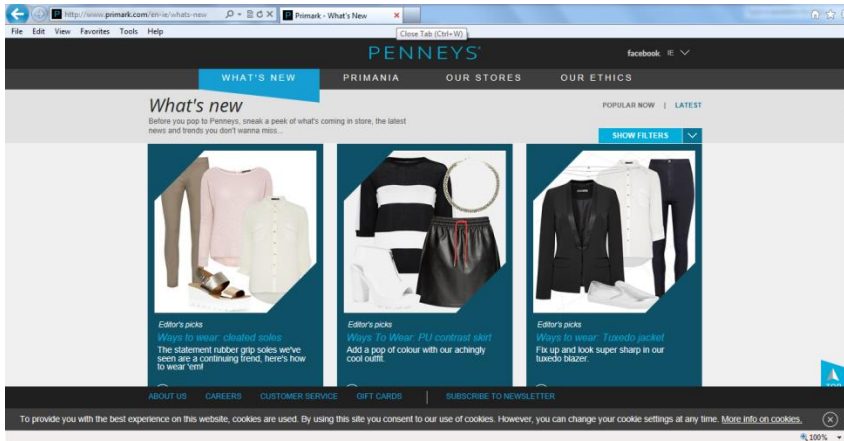 http://www.primark.com/en-ie/whats-new
Primark - What's New
File Edit View Favorites Tools Help
Close Tab (Ctrl+W)
PENNEYS
facebook. IE
WHAT'S NEW PRIMANIA OUR STORES OUR ETHICS
What's new
Before you pop to Penneys, sneak a peek of what's coming in store, the latest
news and trends you don't wanna miss...
POPULAR NOW | LATEST
SHOW FILTERS
Editor's picks
Ways to wear: cleated soles
The statement rubber grip soles we've
seen are a continuing trend, here's how
to wear 'em!
Editor's picks
Ways To Wear: PU contrast skirt
Add a pop of colour with our achingly
cool outfit.
Editor's picks
Ways to wear: Tuxedo jacket
Fix up and look super sharp in our
tuxedo blazer.
TOP
ABOUT US CAREERS CUSTOMER SERVICE GIFT CARDS | SUBSCRIBE TO NEWSLETTER
To provide you with the best experience on this website, cookies are used. By using this site you consent to our use of cookies. However, you can change your cookie settings at any time. More info on cookies.
100%